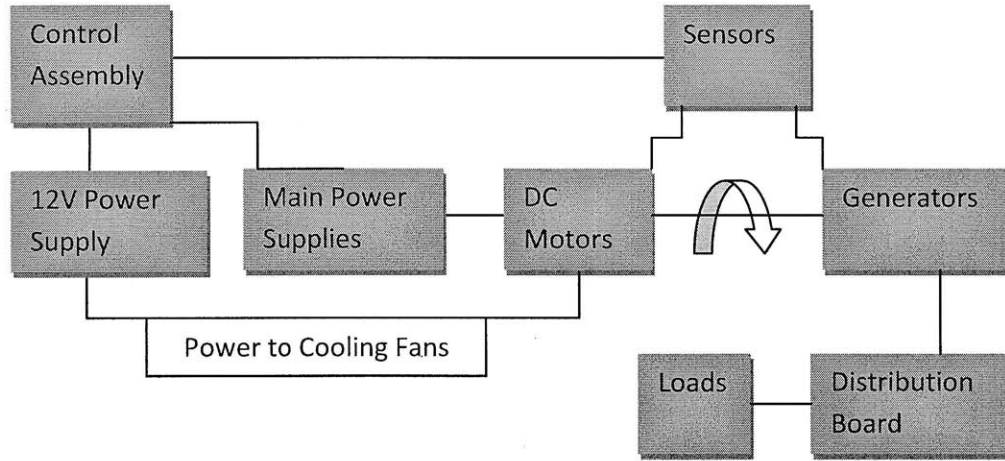 Control
Assembly
Sensors
12V Power
Supply
Main Power
Supplies
DC
Motors
Generators
Power to Cooling Fans
Loads
Distribution
Board